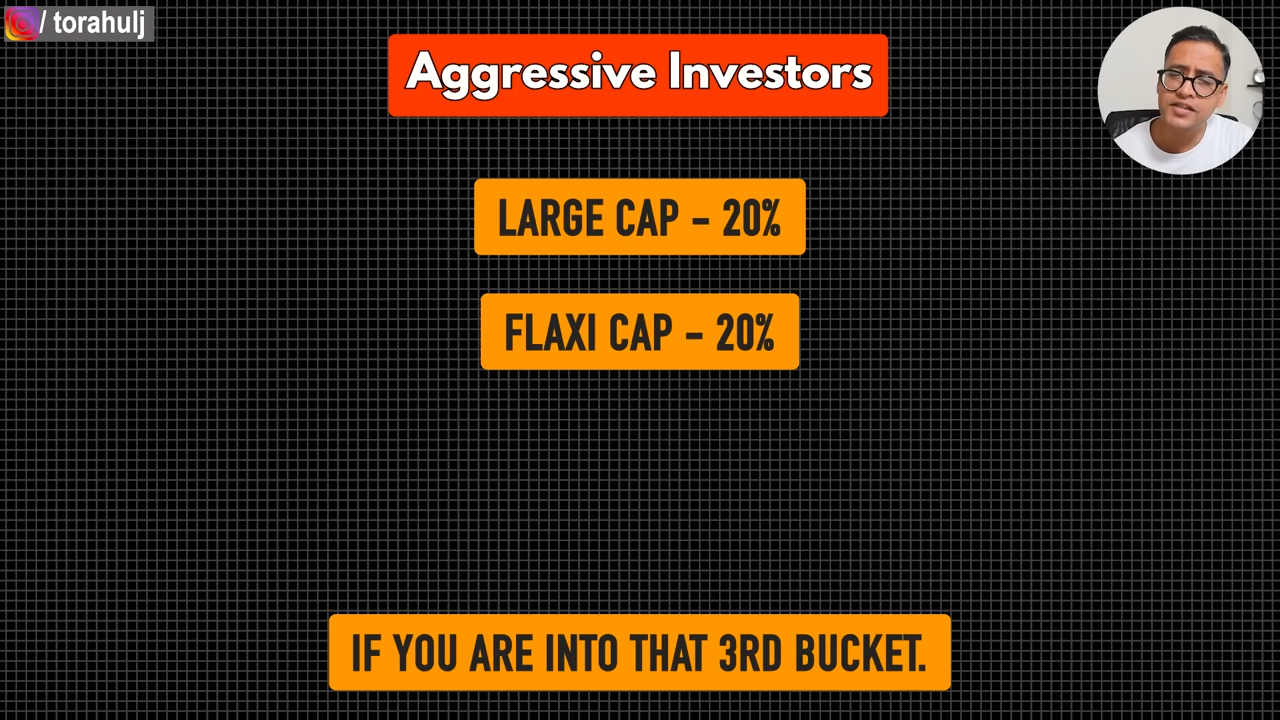 / torahulj
Aggressive Investors
LARGE CAP - 20%
FLAXI CAP - 20%
IF YOU ARE INTO THAT 3RD BUCKET.